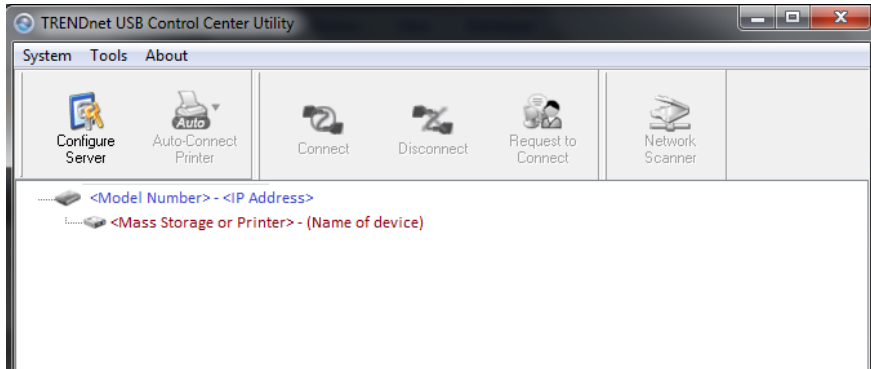 TRENDnet USB Control Center Utility
System Tools About
Configure Server
Auto
Auto-Connect Printer
Connect
Disconnect
Request to Connect
Network Scanner
<Model Number> - <IP Address>
<Mass Storage or Printer> - (Name of device)